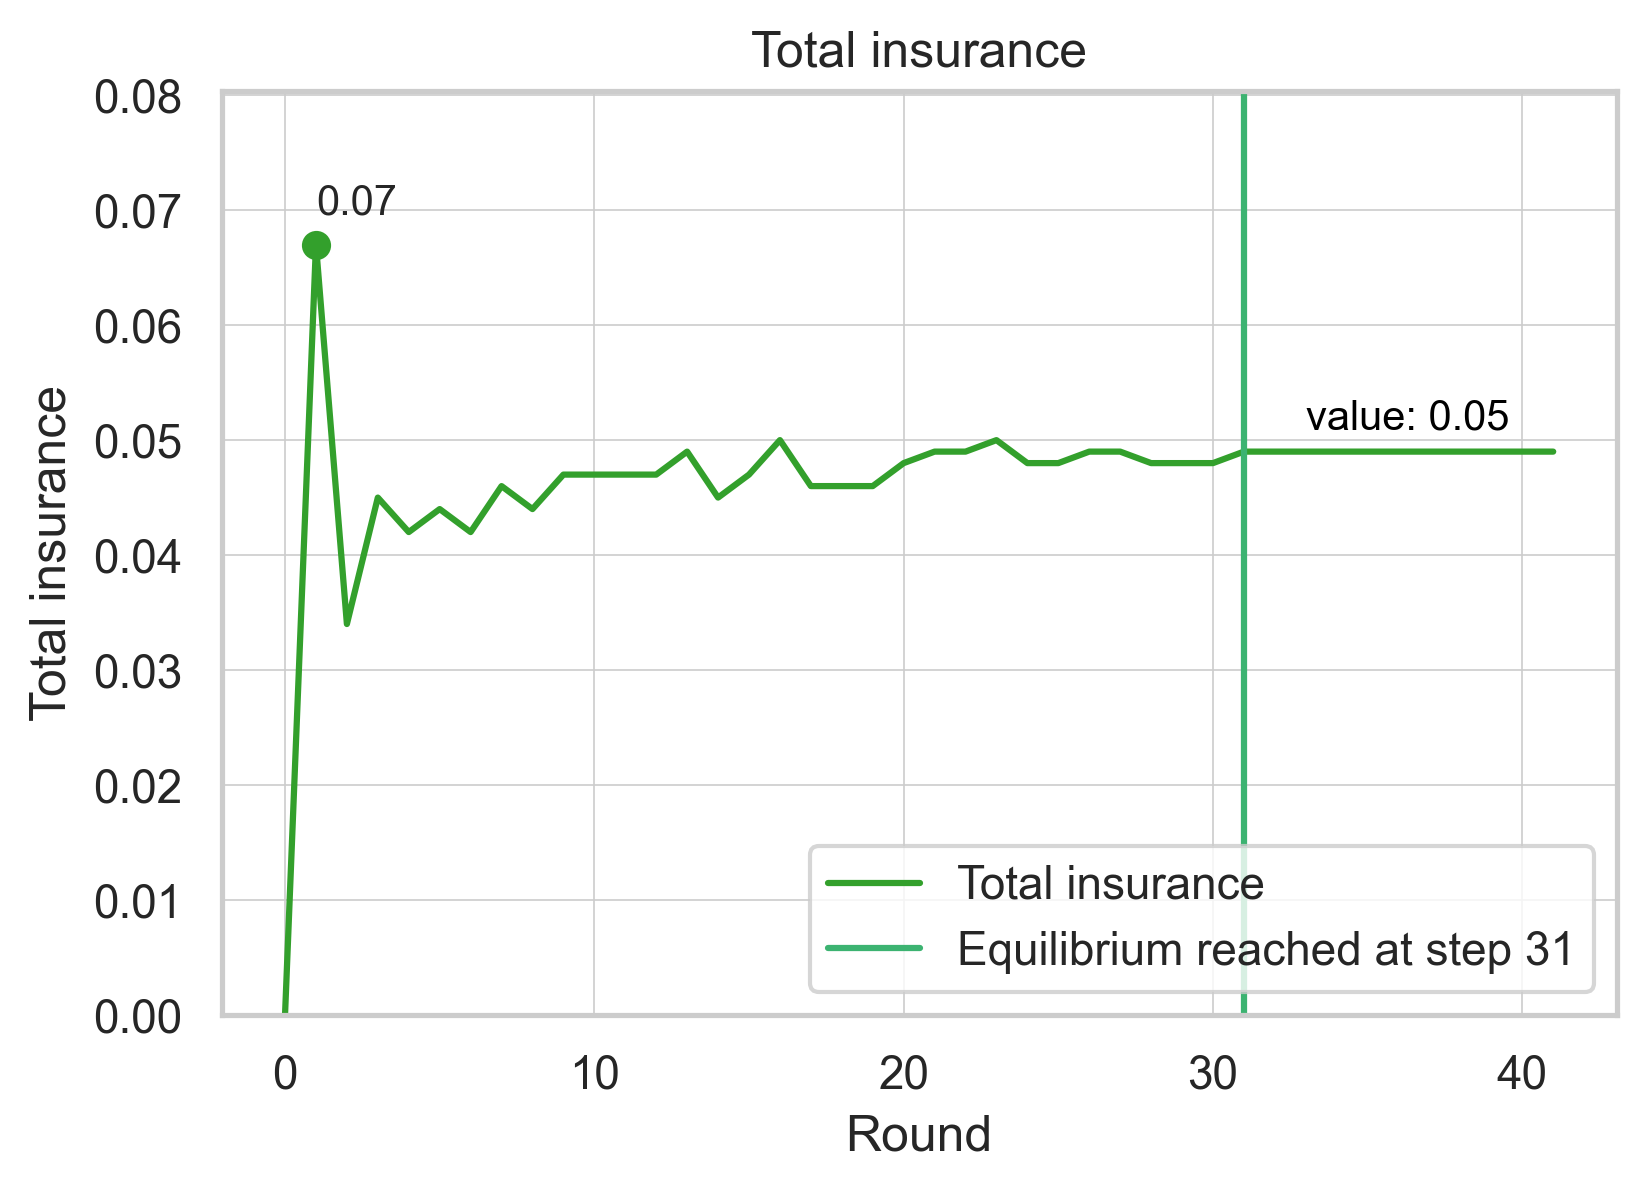 Total insurance
0.08
0.07
0.06
0.05
0.04
0.03
0.02
0.01
0.00
Total insurance
0.07
value: 0.05
Total insurance
Equilibrium reached at step 31
0
10
20
30
40
Round